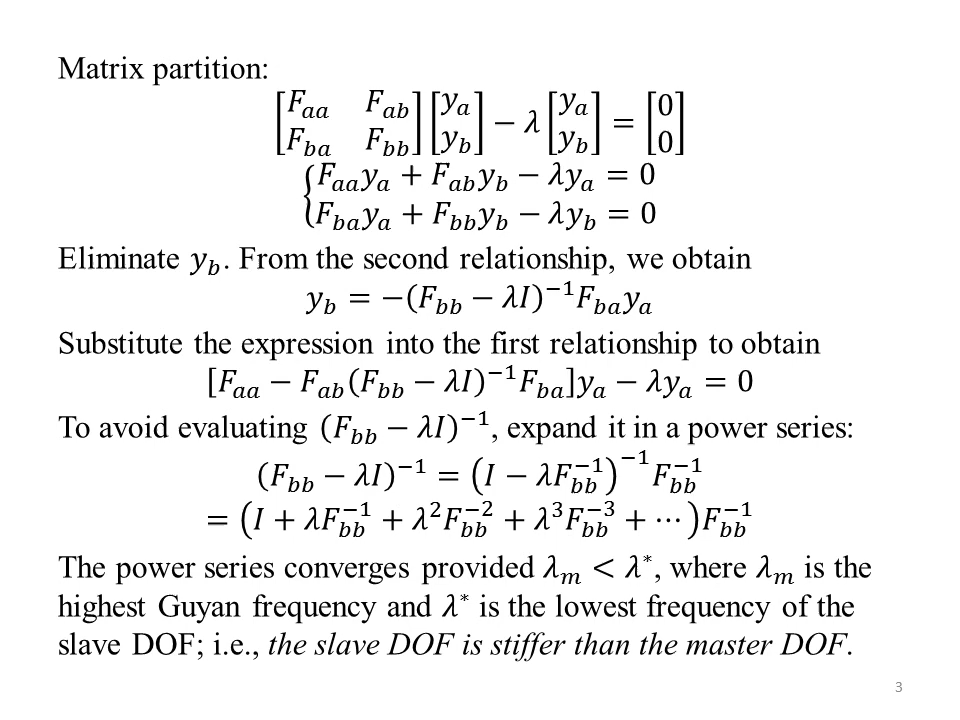 Matrix partition:
[F_aa F_ab; F_ba F_bb] [y_a; y_b] − λ [y_a; y_b] = [0; 0]
{F_aa y_a + F_ab y_b − λy_a = 0
F_ba y_a + F_bb y_b − λy_b = 0
Eliminate y_b. From the second relationship, we obtain
y_b = −(F_bb − λI)^−1 F_ba y_a
Substitute the expression into the first relationship to obtain
[F_aa − F_ab(F_bb − λI)^−1 F_ba]y_a − λy_a = 0
To avoid evaluating (F_bb − λI)^−1, expand it in a power series:
(F_bb − λI)^−1 = (I − λF_bb^−1)^−1 F_bb^−1
= (I + λF_bb^−1 + λ^2 F_bb^−2 + λ^3 F_bb^−3 + ⋯)F_bb^−1
The power series converges provided λ_m < λ*, where λ_m is the
highest Guyan frequency and λ* is the lowest frequency of the
slave DOF; i.e., the slave DOF is stiffer than the master DOF.
3